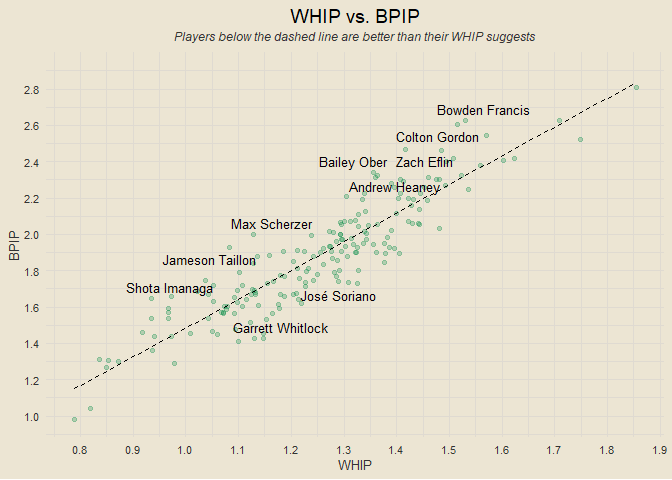 WHIP vs. BPIP
Players below the dashed line are better than their WHIP suggests
2.8
2.6
2.4
2.2
2.0
1.8
1.6
1.4
1.2
1.0
BPIP
Bowden Francis
Colton Gordon
Bailey Ober
Zach Eflin
Andrew Heaney
Max Scherzer
Jameson Taillon
Shota Imanaga
José Soriano
Garrett Whitlock
0.8 0.9 1.0 1.1 1.2 1.3 1.4 1.5 1.6 1.7 1.8 1.9
WHIP